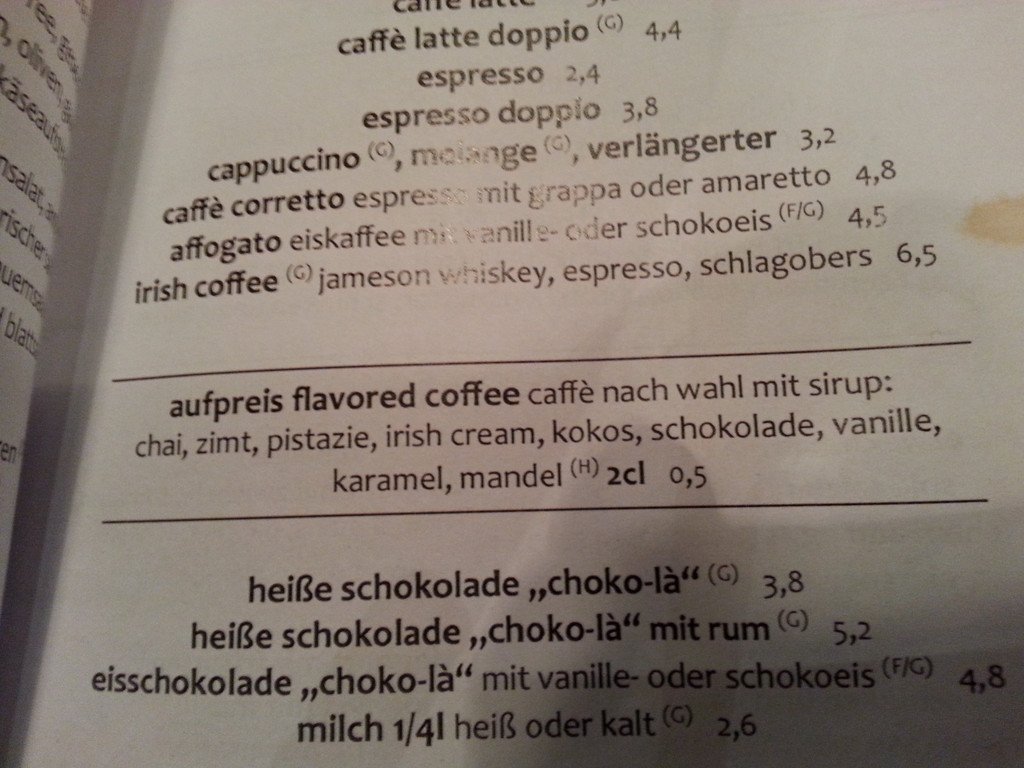 caffè latte
caffè latte doppio (G) 4,4
espresso 2,4
espresso doppio 3,8
cappuccino (G), melange (G), verlängerter 3,2
caffè corretto espresso mit grappa oder amaretto 4,8
affogato eiskaffee mit vanille- oder schokoeis (F/G) 4,5
irish coffee (G) jameson whiskey, espresso, schlagobers 6,5
aufpreis flavored coffee caffè nach wahl mit sirup:
chai, zimt, pistazie, irish cream, kokos, schokolade, vanille,
karamel, mandel (H) 2cl 0,5
heiße schokolade „choko-là“ (G) 3,8
heiße schokolade „choko-là“ mit rum (G) 5,2
eisschokolade „choko-là“ mit vanille- oder schokoeis (F/G) 4,8
milch 1/4l heiß oder kalt (G) 2,6